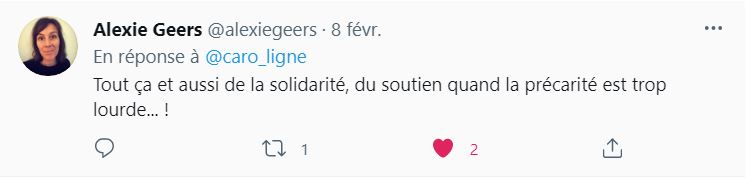 Alexie Geers @alexiegeers · 8 févr.
En réponse à @caro_ligne
Tout ça et aussi de la solidarité, du soutien quand la précarité est trop
lourde... !
1 2